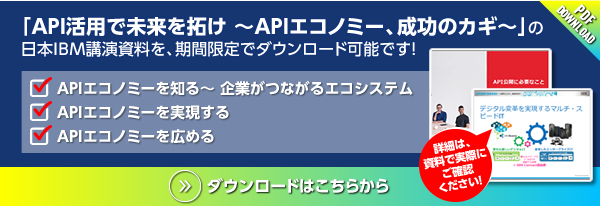 「API活用で未来を拓け ～APIエコノミー、成功のカギ～」の
日本IBM講演資料を、期間限定でダウンロード可能です!
PDF
DOWNLOAD
APIエコノミーを知る～ 企業がつながるエコシステム
APIエコノミーを実現する
APIエコノミーを広める
API公開に必要なこと
デジタル変革を実現するマルチ・ス
ピードIT
詳細は、
資料で実際に
ご確認
ください!
ダウンロードはこちらから